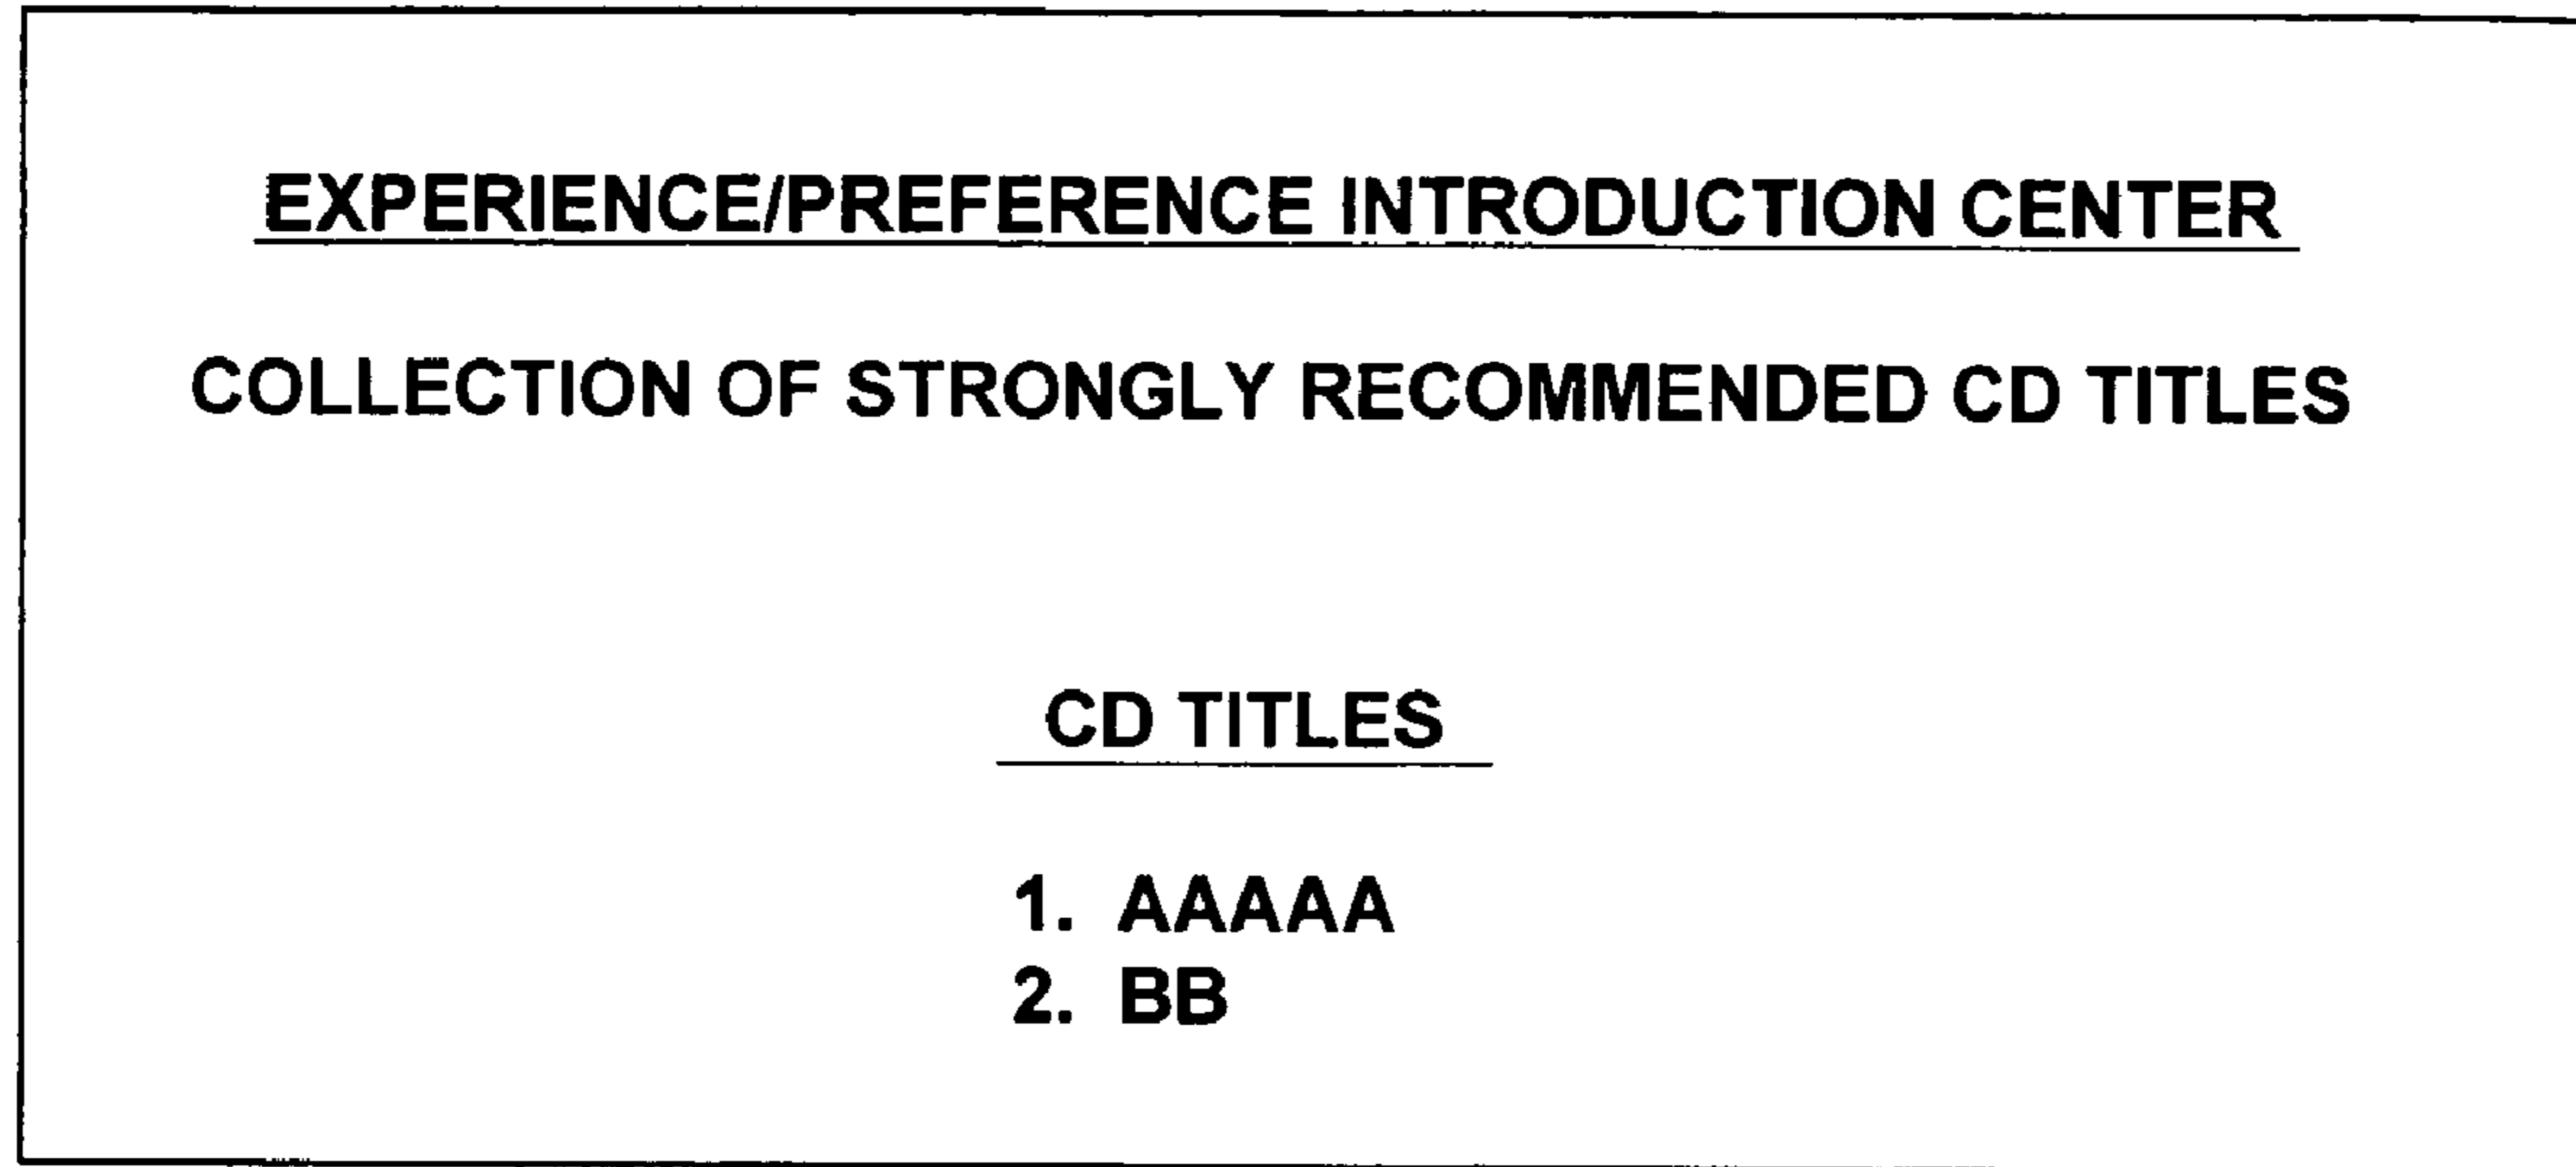 EXPERIENCE/PREFERENCE INTRODUCTION CENTER
COLLECTION OF STRONGLY RECOMMENDED CD TITLES
CD TITLES
1. AAAAA
2. BB